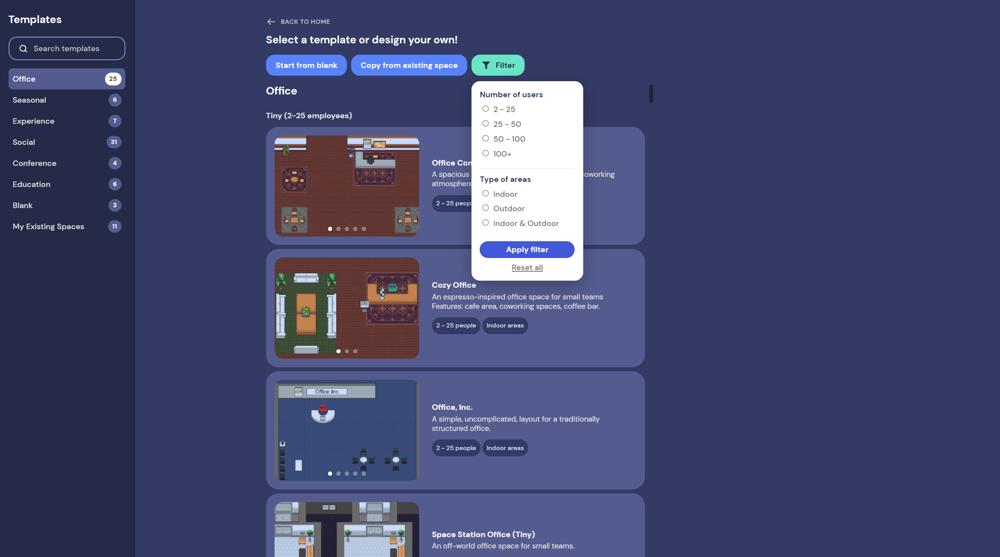 Templates
Search templates
Office 25
Seasonal 6
Experience 7
Social 31
Conference 4
Education 6
Blank 3
My Existing Spaces 11
BACK TO HOME
Select a template or design your own!
Start from blank
Copy from existing space
Filter
Office
Tiny (2-25 employees)
Number of users
2 - 25
25 - 50
50 - 100
100+
Type of areas
Indoor
Outdoor
Indoor & Outdoor
Apply filter
Reset all
Office
A spacious coworking
atmosphere
2 - 25
Cozy Office
An espresso-inspired office space for small teams
Features: cafe area, coworking spaces, coffee bar.
2 - 25 people
Indoor areas
Office Inc.
Office, Inc.
A simple, uncomplicated, layout for a traditionally
structured office.
2 - 25 people
Indoor areas
Space Station Office (Tiny)
An off-world office space for small teams.